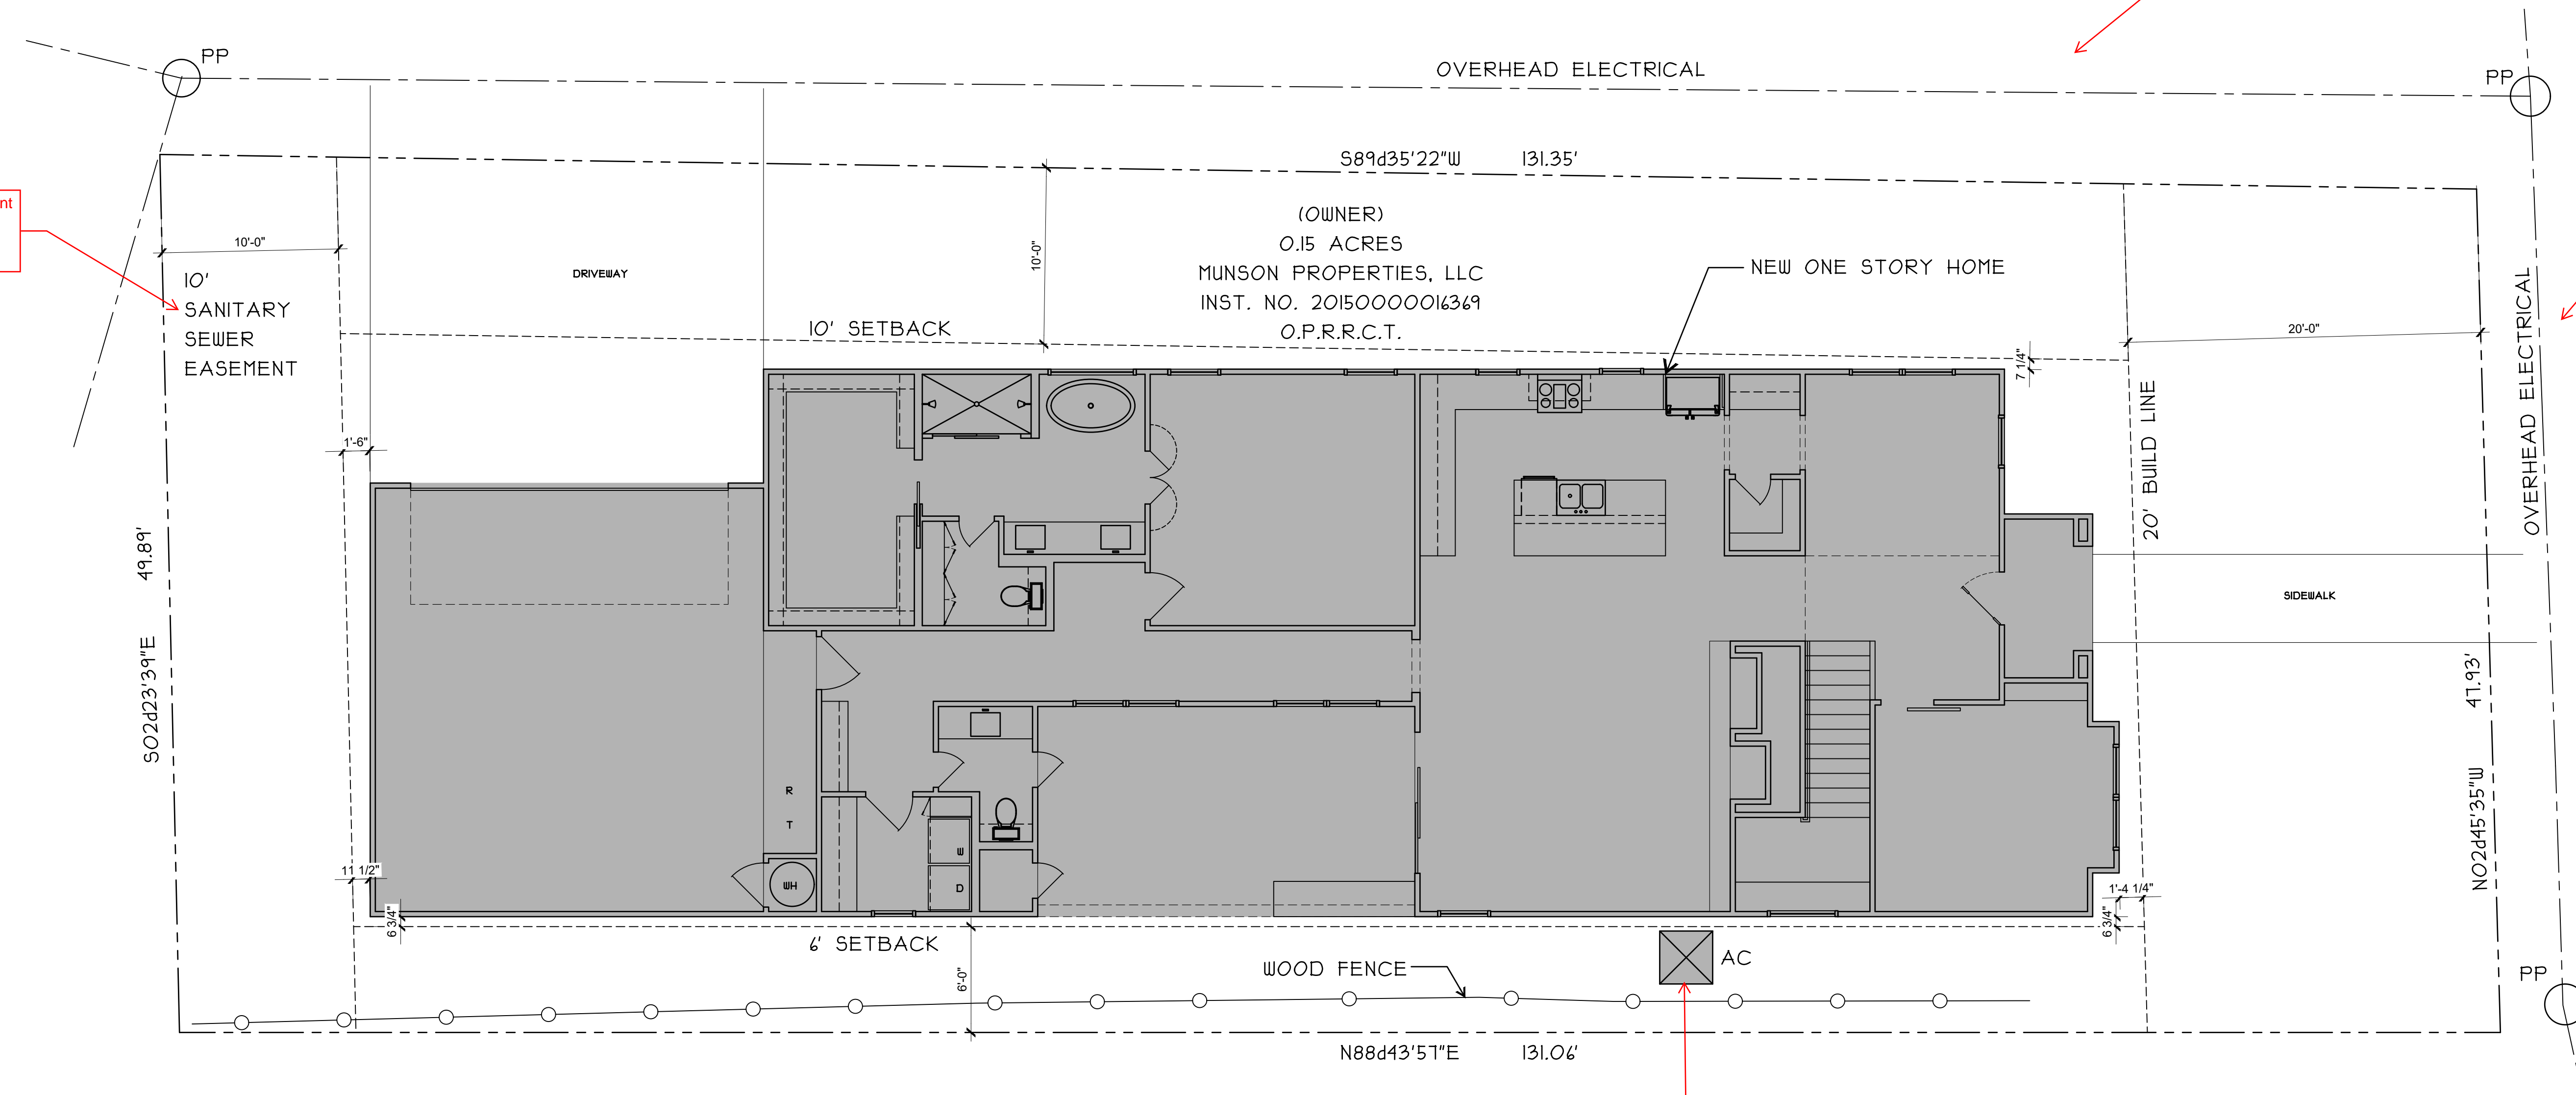 PP
OVERHEAD ELECTRICAL
PP
S89d35'22"W 131.35'
nt
10'-0"
10'
SANITARY
SEWER
EASEMENT
DRIVEWAY
10'-0"
(OWNER)
0.15 ACRES
MUNSON PROPERTIES, LLC
INST. NO. 20150000016369
O.P.R.R.C.T.
NEW ONE STORY HOME
10' SETBACK
20'-0"
7 1/4"
OVERHEAD ELECTRICAL
20' BUILD LINE
1'-6"
S02d23'39"E 49.89'
SIDEWALK
N02d45'35"W 47.93'
R
T
W
D
WH
11 1/2"
6 3/4"
1'-4 1/4"
6 3/4"
6' SETBACK
6'-0"
WOOD FENCE
AC
PP
N88d43'57"E 131.06'